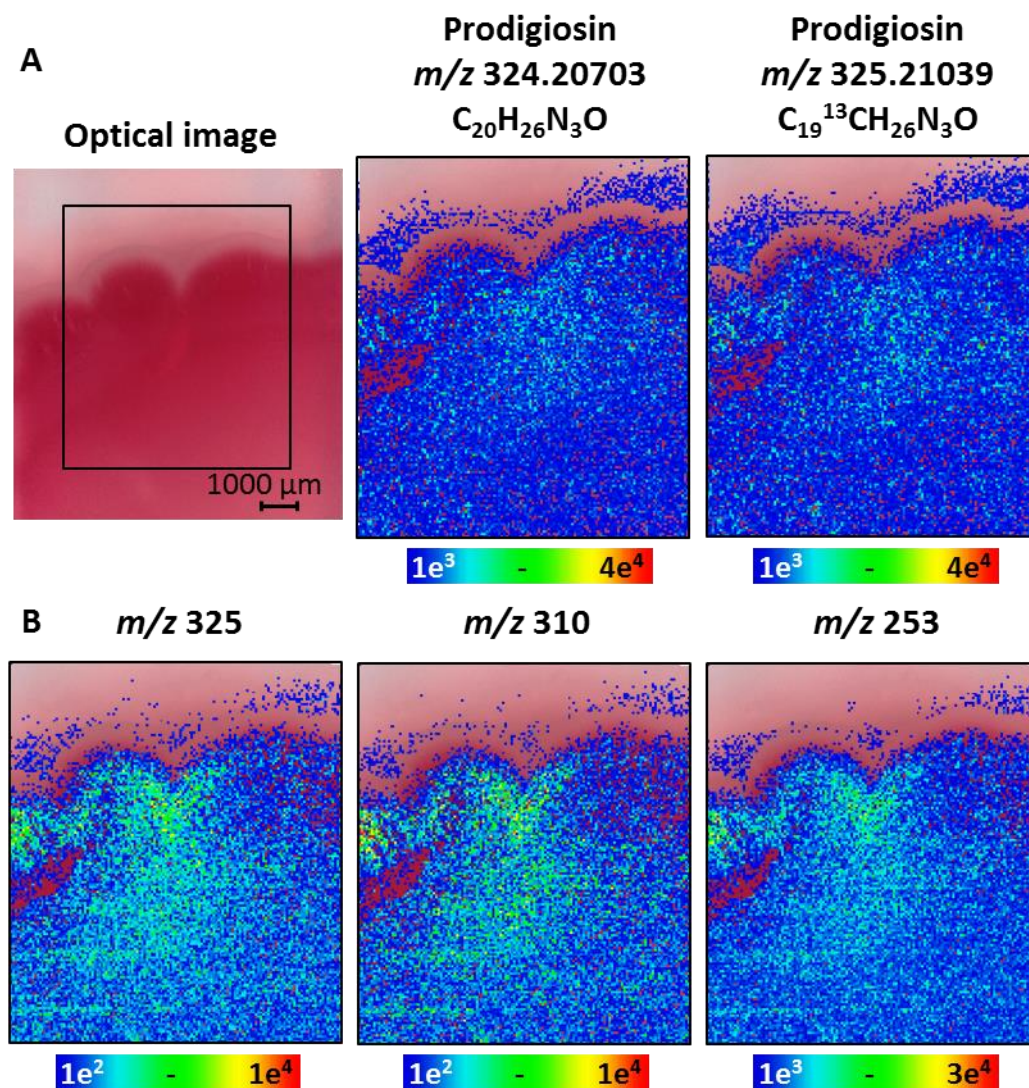 A
Optical image
1000 µm
Prodigiosin
m/z 324.20703
C₂₀H₂₆N₃O
1e³ - 4e⁴
Prodigiosin
m/z 325.21039
C₁₉¹³CH₂₆N₃O
1e³ - 4e⁴
B
m/z 325
1e² - 1e⁴
m/z 310
1e² - 1e⁴
m/z 253
1e³ - 3e⁴